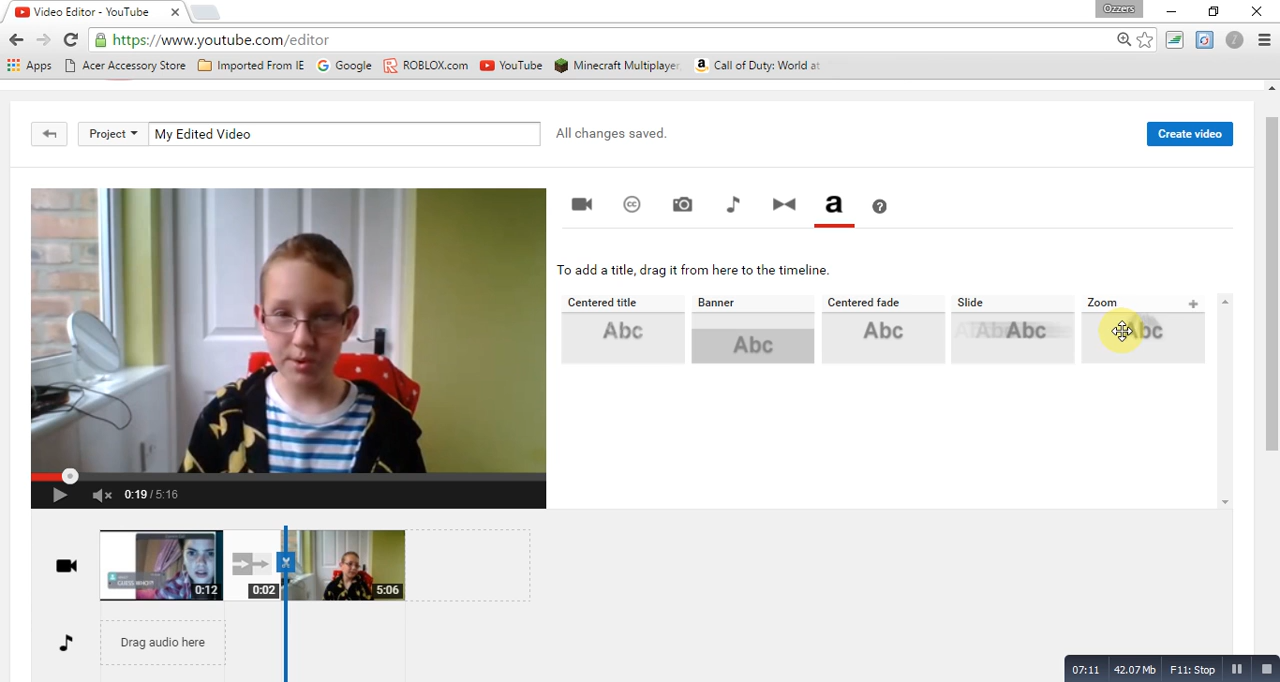 Video Editor - YouTube
Ozzers
https://www.youtube.com/editor
Apps Acer Accessory Store Imported From IE Google ROBLOX.com YouTube Minecraft Multiplayer Call of Duty: World at
Project My Edited Video All changes saved. Create video
To add a title, drag it from here to the timeline.
Centered title Banner Centered fade Slide Zoom
Abc Abc Abc Abc Abc
0:19 / 5:16
GUESS WHO!!
0:12 0:02 5:06
Drag audio here
07:11 42.07 Mb F11: Stop